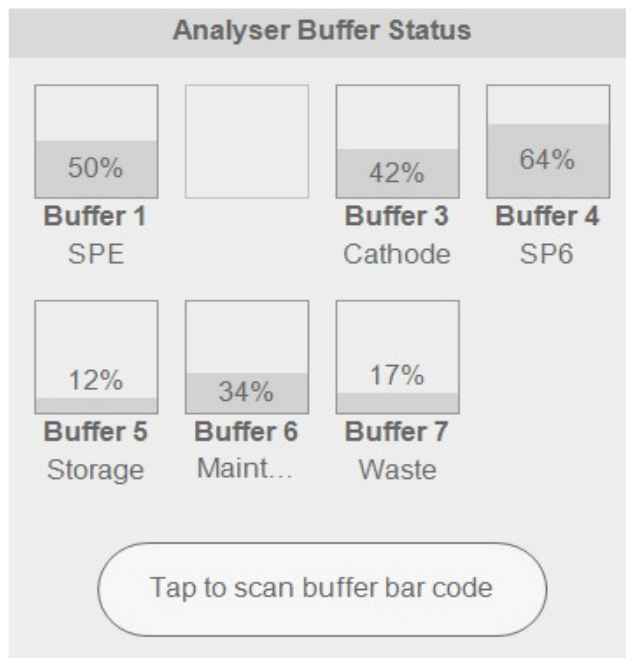 Analyser Buffer Status
50%
42%
64%
Buffer 1
Buffer 3
Buffer 4
SPE
Cathode
SP6
12%
34%
17%
Buffer 5
Buffer 6
Buffer 7
Storage
Maint...
Waste
Tap to scan buffer bar code